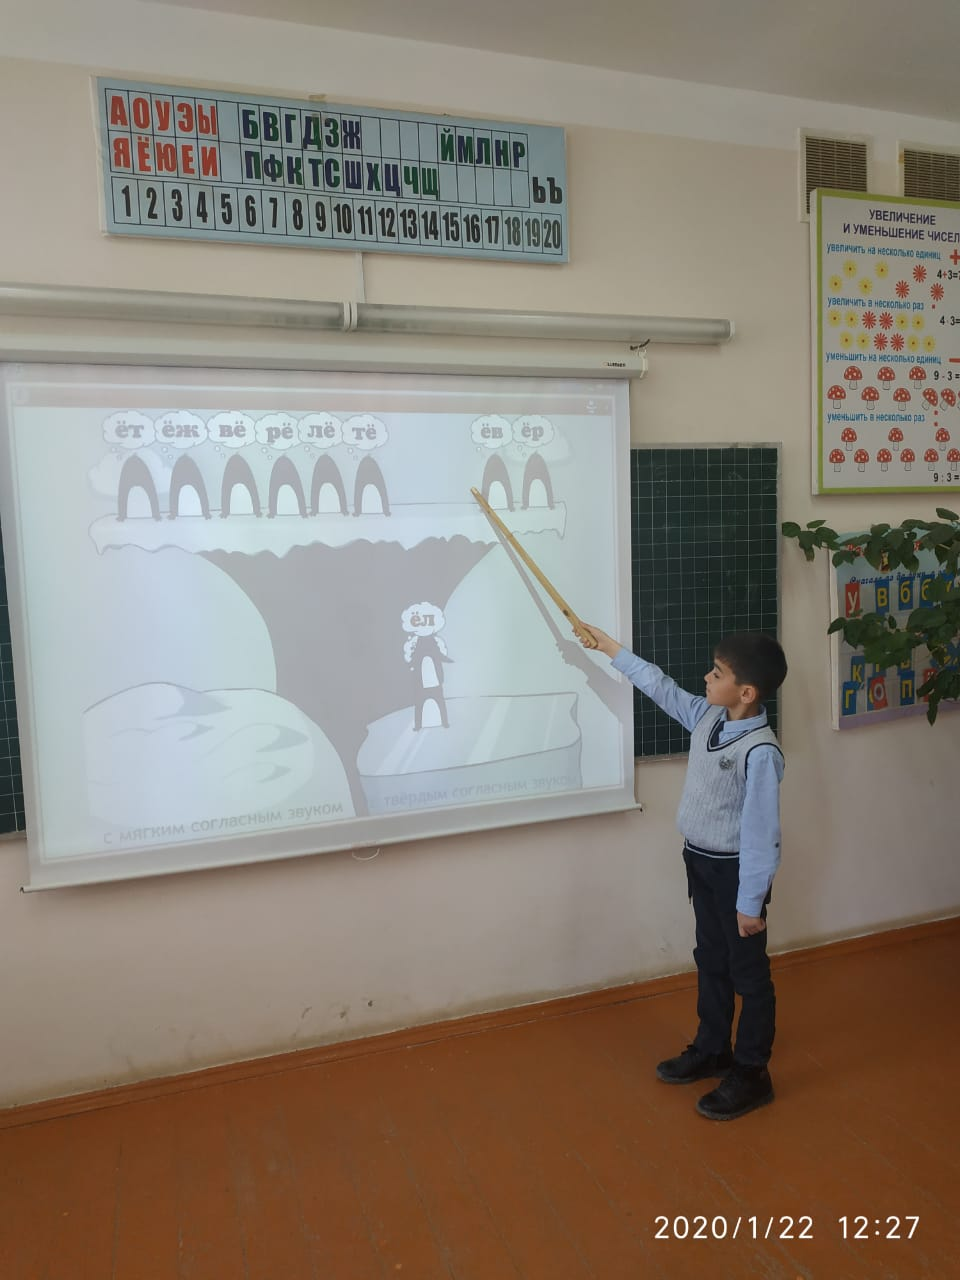 АОУЭЫ БВГДЗЖ ЙМЛНР
ЯЁЮЕИ ПФКТСШХЦЧЩ ЬЪ
1 2 3 4 5 6 7 8 9 10 11 12 13 14 15 16 17 18 19 20
УВЕЛИЧЕНИЕ
И УМЕНЬШЕНИЕ ЧИСЕЛ
увеличить на несколько единиц +
4+3=7
увеличить в несколько раз
4·3=
уменьшить на несколько единиц
9 - 3 =
уменьшить в несколько раз
9 : 3 =
ёт ёж вё рё лё тё ёв ёр
ёл
с мягким согласным звуком
с твёрдым согласным звуком
У В
Г О П
2020/1/22 12:27